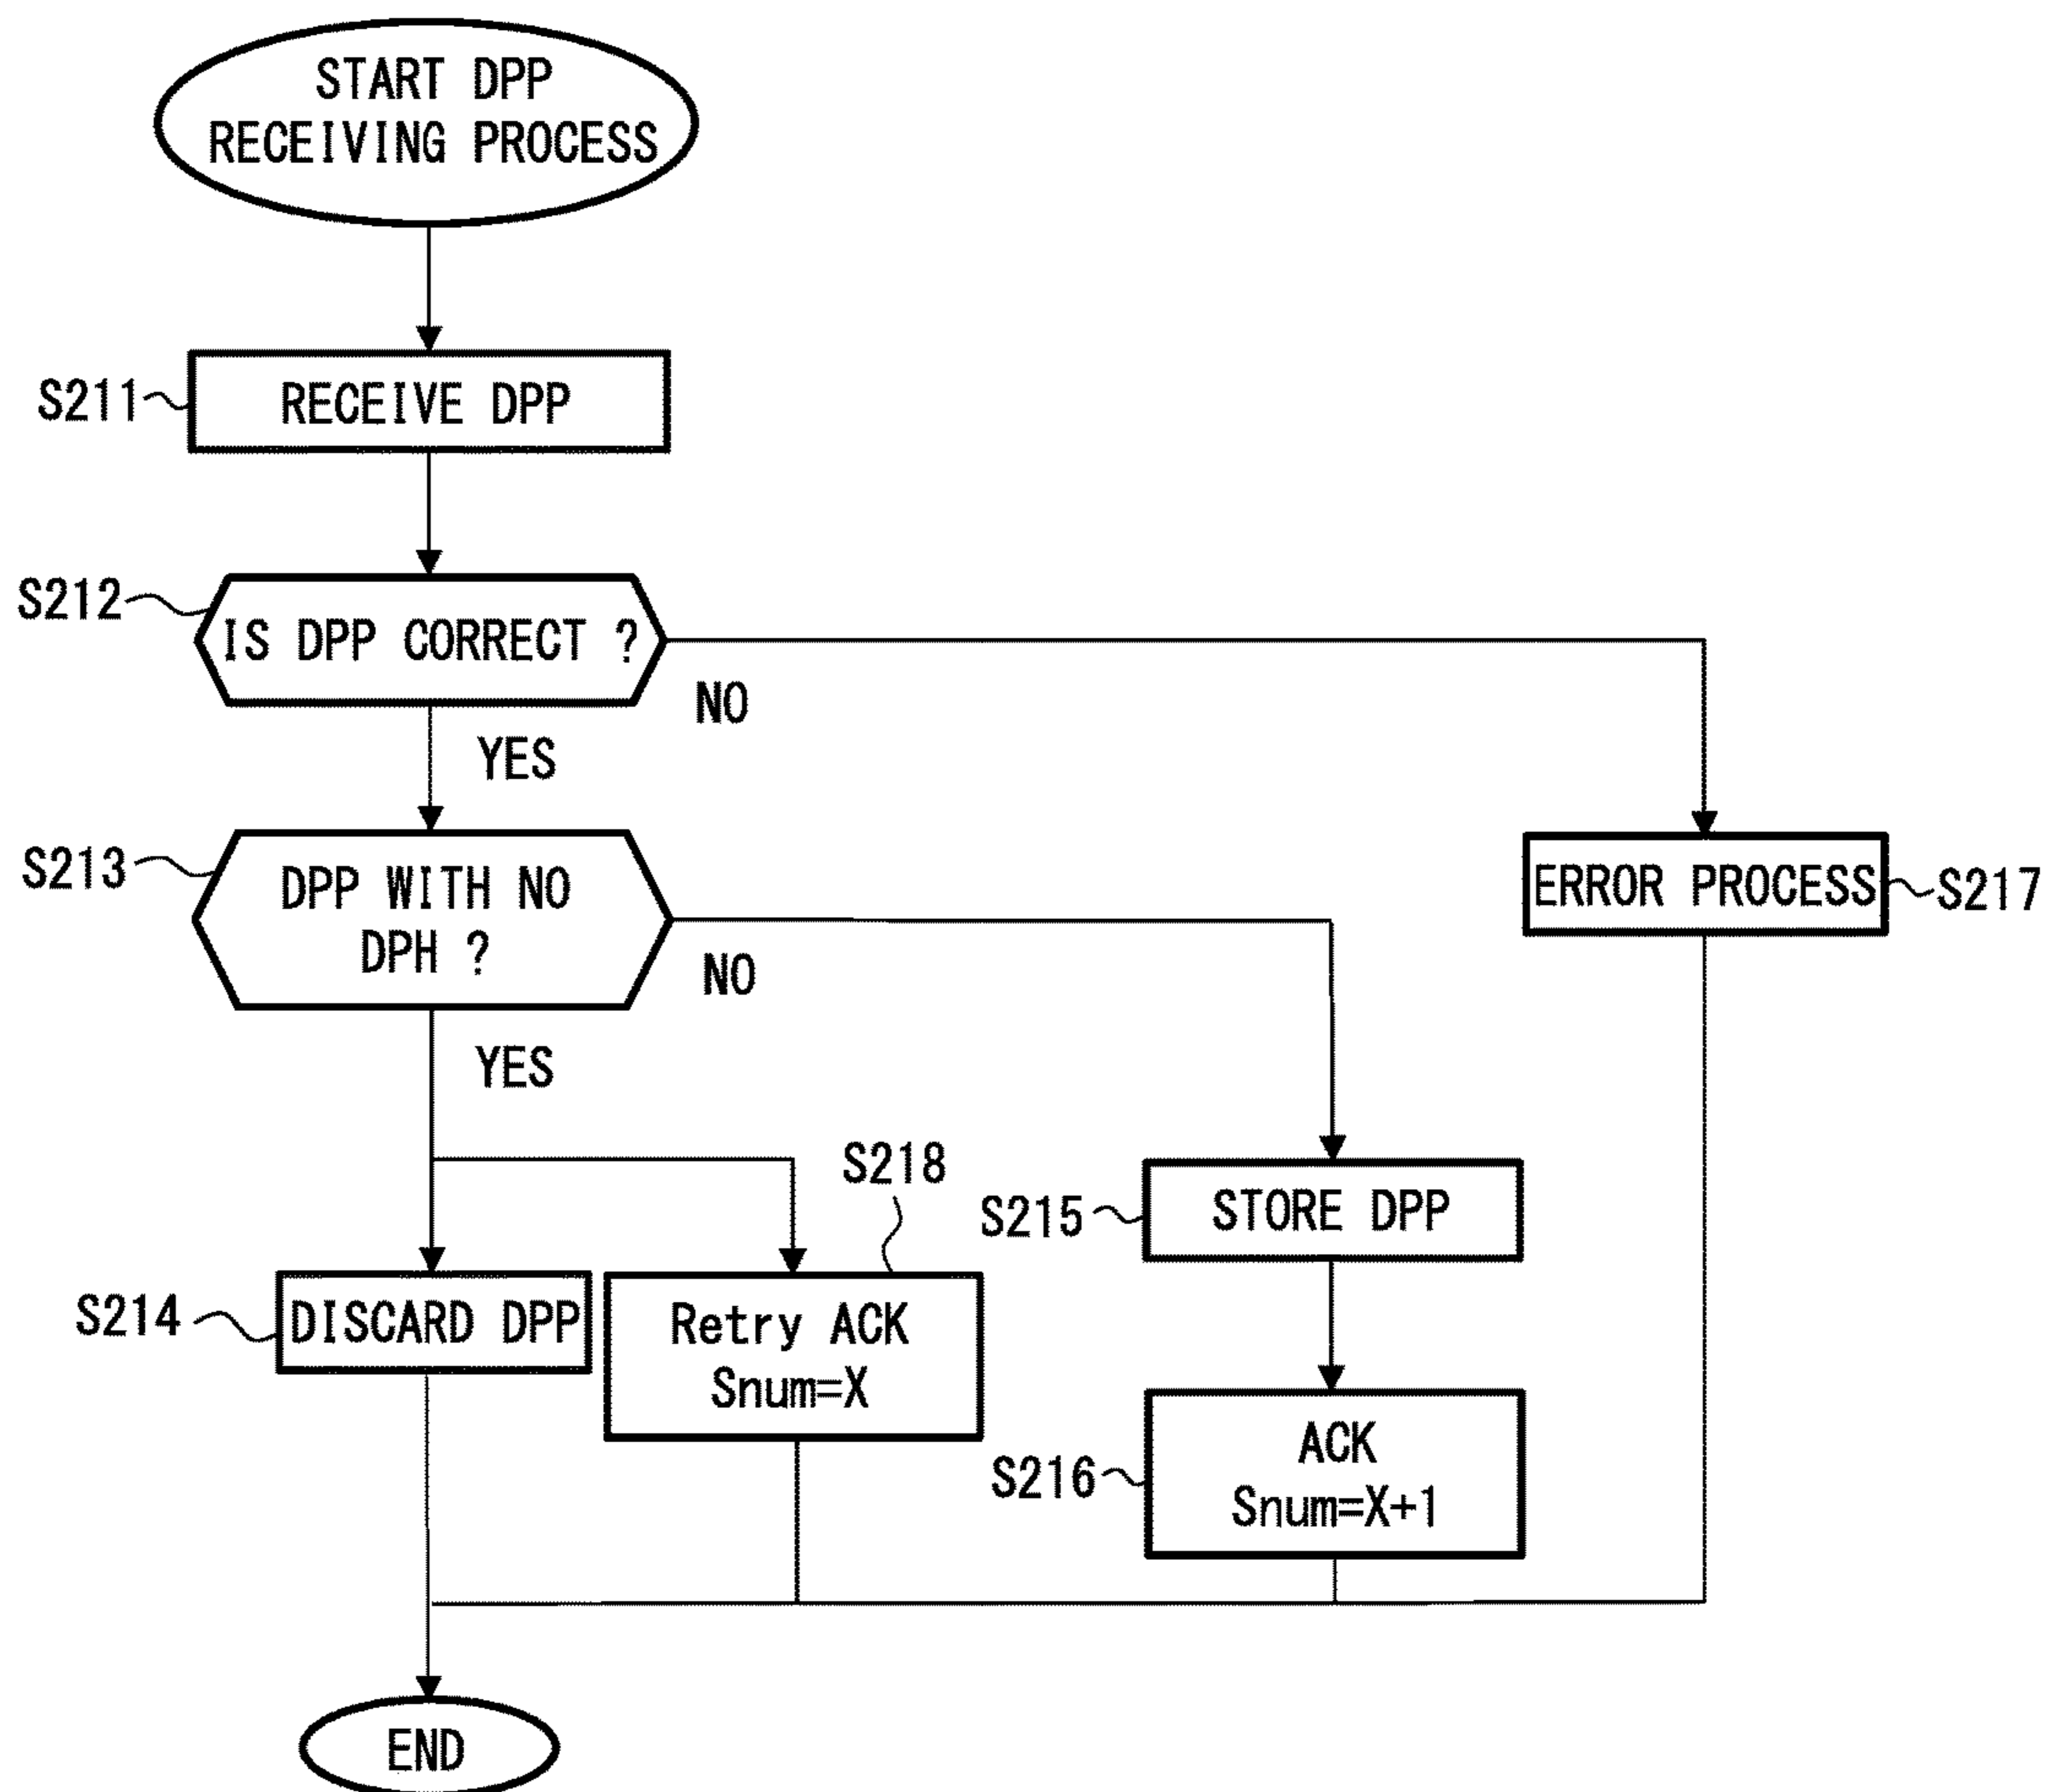 START DPP
RECEIVING PROCESS
S211
RECEIVE DPP
S212
IS DPP CORRECT ?
NO
YES
S213
DPP WITH NO
DPH ?
NO
ERROR PROCESS
S217
YES
S218
S215
STORE DPP
S214
DISCARD DPP
Retry ACK
Snum=X
S216
ACK
Snum=X+1
END